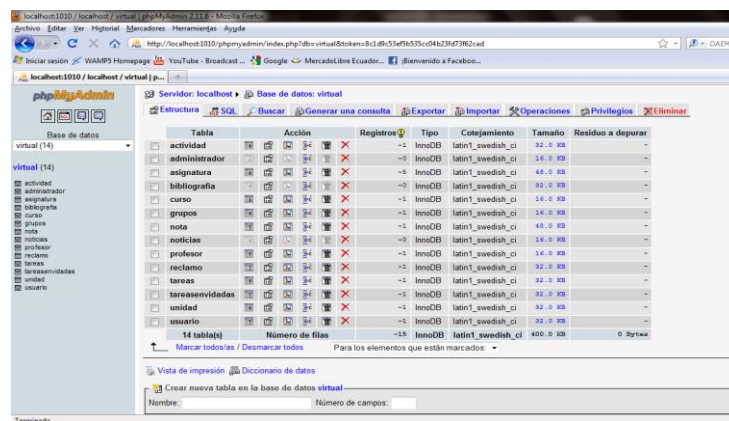 localhost:1010 / localhost / virtual | phpMyAdmin 2.11.6 - Mozilla Firefox
Archivo Editar Ver Historial Marcadores Herramientas Ayuda
http://localhost:1010/phpmyadmin/index.php?db=virtual&token=8c1d9c53ef5b535cc04b23fd73f62cad
DAEM
Iniciar sesión WAMP5 Homepage YouTube - Broadcast ... Google MercadoLibre Ecuador... ¡Bienvenido a Faceboo...
localhost:1010 / localhost / virtual | p...
phpMyAdmin
Base de datos
virtual (14)
virtual (14)
actividad
administrador
asignatura
bibliografia
curso
grupos
nota
noticias
profesor
reclamo
tareas
tareasenvidadas
unidad
usuario
Servidor: localhost Base de datos: virtual
Estructura SQL Buscar Generar una consulta Exportar Importar Operaciones Privilegios Eliminar
Tabla Acción Registros Tipo Cotejamiento Tamaño Residuo a depurar
actividad ~1 InnoDB latin1_swedish_ci 32.0 KB -
administrador ~0 InnoDB latin1_swedish_ci 16.0 KB -
asignatura ~5 InnoDB latin1_swedish_ci 48.0 KB -
bibliografia ~0 InnoDB latin1_swedish_ci 32.0 KB -
curso ~1 InnoDB latin1_swedish_ci 16.0 KB -
grupos ~1 InnoDB latin1_swedish_ci 16.0 KB -
nota ~1 InnoDB latin1_swedish_ci 48.0 KB -
noticias ~0 InnoDB latin1_swedish_ci 16.0 KB -
profesor ~1 InnoDB latin1_swedish_ci 16.0 KB -
reclamo ~1 InnoDB latin1_swedish_ci 32.0 KB -
tareas ~1 InnoDB latin1_swedish_ci 32.0 KB -
tareasenvidadas ~1 InnoDB latin1_swedish_ci 32.0 KB -
unidad ~1 InnoDB latin1_swedish_ci 32.0 KB -
usuario ~1 InnoDB latin1_swedish_ci 32.0 KB -
14 tabla(s) Número de filas ~15 InnoDB latin1_swedish_ci 400.0 KB 0 Bytes
Marcar todos/as / Desmarcar todos Para los elementos que están marcados:
Vista de impresión Diccionario de datos
Crear nueva tabla en la base de datos virtual
Nombre: Número de campos:
Terminado